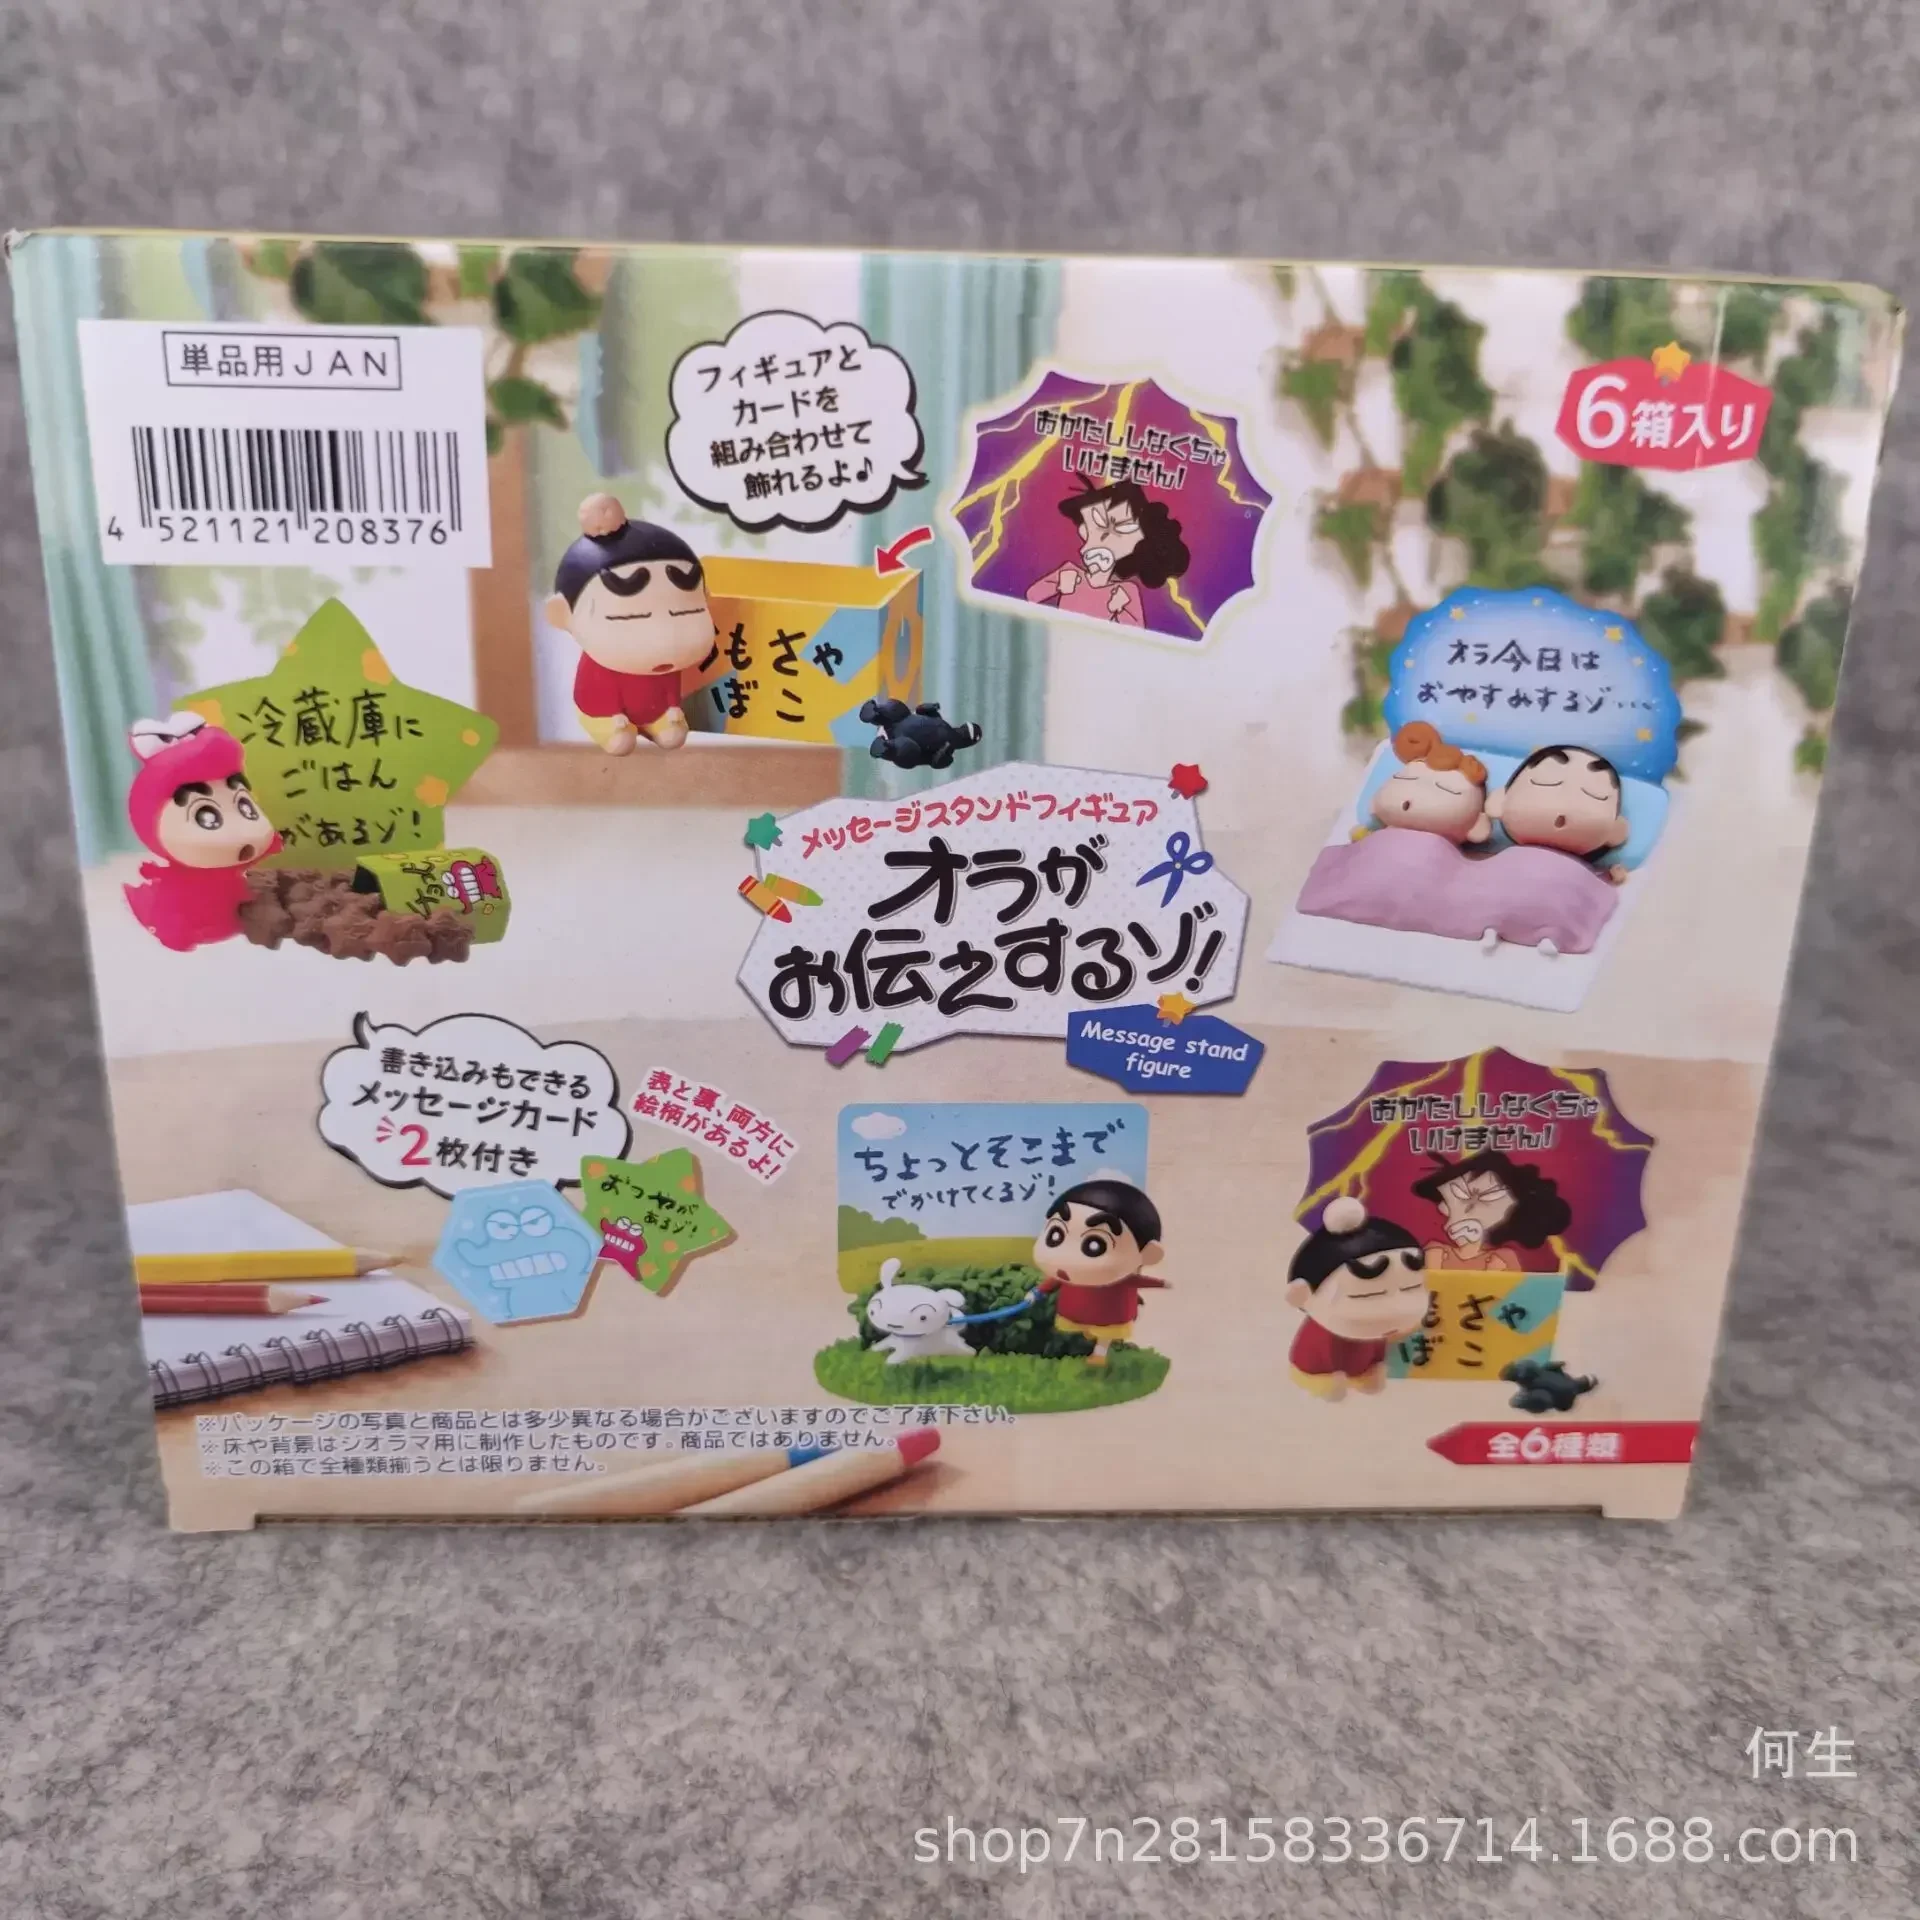 単品用JAN
4 521121 208376
フィギュアと
カードを
組み合わせて
飾れるよ♪
おかたししなくちゃ
いけません!
6箱入り
もさや
ばこ
冷蔵庫に
ごはん
があるゾ!
チョコビ
オラ今日は
おやすみするゾ・・・
メッセージスタンドフィギュア
オラが
お伝えするゾ!
Message stand
figure
書き込みもできる
メッセージカード
2枚付き
表と裏、両方に
絵柄があるよ!
おつやが
あるゾ!
ちょっとそこまで
でかけてくるゾ!
おかたししなくちゃ
いけません!
さや
ばこ
※パッケージの写真と商品とは多少異なる場合がございますのでご了承下さい。
※床や背景はジオラマ用に制作したものです。商品ではありません。
※この箱で全種類揃うとは限りません。
全6種類
何生
shop7n28158336714.1688.com